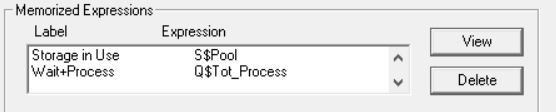 Memorized Expressions
Label Expression
Storage in Use S$Pool
Wait+Process Q$Tot_Process
View
Delete